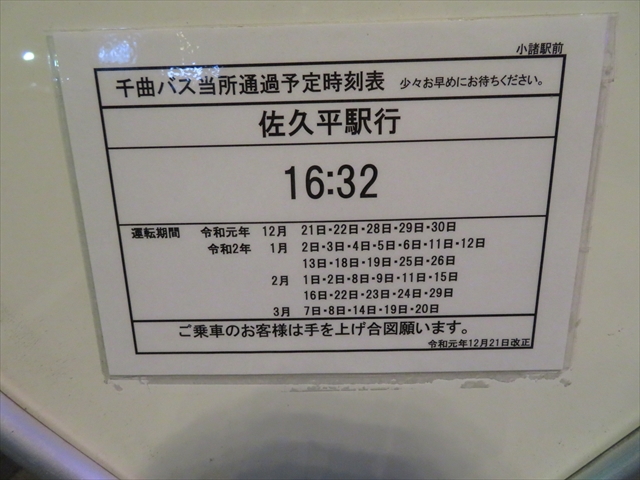 小諸駅前
千曲バス当所通過予定時刻表 少々お早めにお待ちください。
佐久平駅行
16:32
運転期間 令和元年 12月 21日・22日・28日・29日・30日
令和2年 1月 2日・3日・4日・5日・6日・11日・12日
13日・18日・19日・25日・26日
2月 1日・2日・8日・9日・11日・15日
16日・22日・23日・24日・29日
3月 7日・8日・14日・19日・20日
ご乗車のお客様は手を上げ合図願います。
令和元年12月21日改正